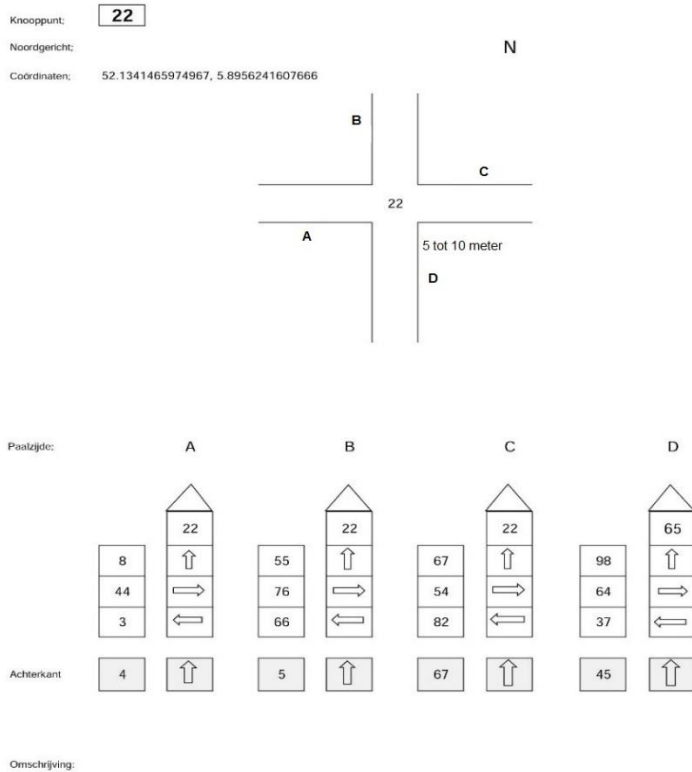 Knooppunt; 22
Noordgericht; N
Coördinaten; 52.1341465974967, 5.8956241607666
B
C
22
A
5 tot 10 meter
D
Paalzijde; A B C D
22 22 22 65
8 55 67 98
44 76 54 64
3 66 82 37
Achterkant 4 5 67 45
Omschrijving: